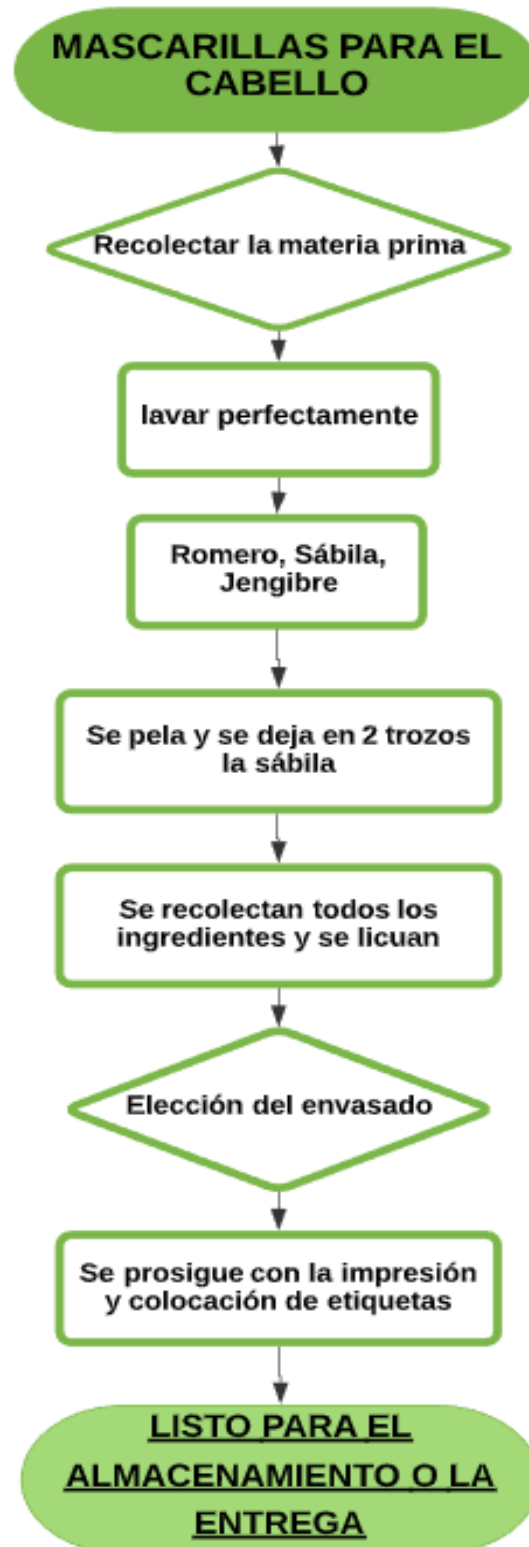 MASCARILLAS PARA EL
CABELLO
Recolectar la materia prima
lavar perfectamente
Romero, Sábila,
Jengibre
Se pela y se deja en 2 trozos
la sábila
Se recolectan todos los
ingredientes y se licuan
Elección del envasado
Se prosigue con la impresión
y colocación de etiquetas
LISTO PARA EL
ALMACENAMIENTO O LA
ENTREGA